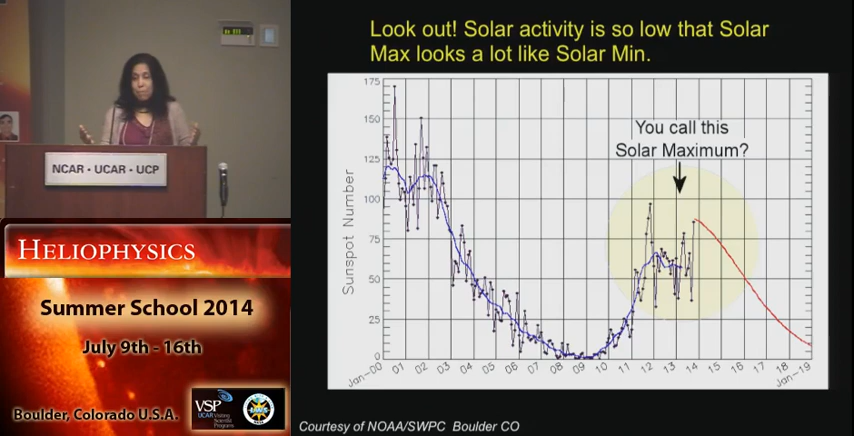 NCAR - UCAR - UCP
HELIOPHYSICS
Summer School 2014
July 9th - 16th
Boulder, Colorado U.S.A.
VSP
UCAR Visiting
Scientist
Programs
Look out! Solar activity is so low that Solar
Max looks a lot like Solar Min.
You call this
Solar Maximum?
Sunspot Number
175
150
125
100
75
50
25
0
Jan-00 01 02 03 04 05 06 07 08 09 10 11 12 13 14 15 16 17 18 Jan-19
Courtesy of NOAA/SWPC Boulder CO